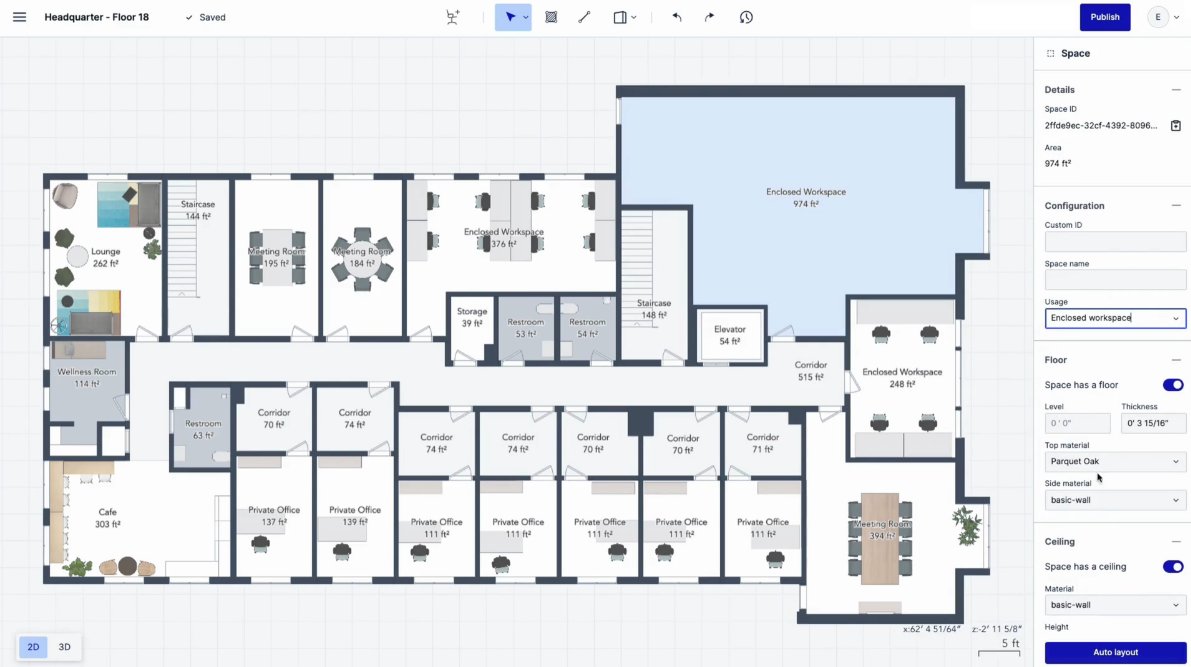 Headquarter - Floor 18
Saved
Publish
E
Space
Details
Space ID
2ffde9ec-32cf-4392-8096...
Area
974 ft²
Configuration
Custom ID
Space name
Usage
Enclosed workspace
Floor
Space has a floor
Level
Thickness
0 ' 0"
0' 3 15/16"
Top material
Parquet Oak
Side material
basic-wall
Ceiling
Space has a ceiling
Material
basic-wall
Height
Auto layout
Enclosed Workspace
974 ft²
Staircase
144 ft²
Lounge
262 ft²
Meeting Room
195 ft²
Meeting Room
184 ft²
Enclosed Workspace
376 ft²
Storage
39 ft²
Restroom
53 ft²
Restroom
54 ft²
Staircase
148 ft²
Elevator
54 ft²
Corridor
515 ft²
Enclosed Workspace
248 ft²
Wellness Room
114 ft²
Restroom
63 ft²
Corridor
70 ft²
Corridor
74 ft²
Corridor
74 ft²
Corridor
74 ft²
Corridor
70 ft²
Corridor
70 ft²
Corridor
71 ft²
Cafe
303 ft²
Private Office
137 ft²
Private Office
139 ft²
Private Office
111 ft²
Private Office
111 ft²
Private Office
111 ft²
Private Office
111 ft²
Private Office
111 ft²
Meeting Room
394 ft²
x:62' 4 51/64" z:-2' 11 5/8"
5 ft
2D
3D